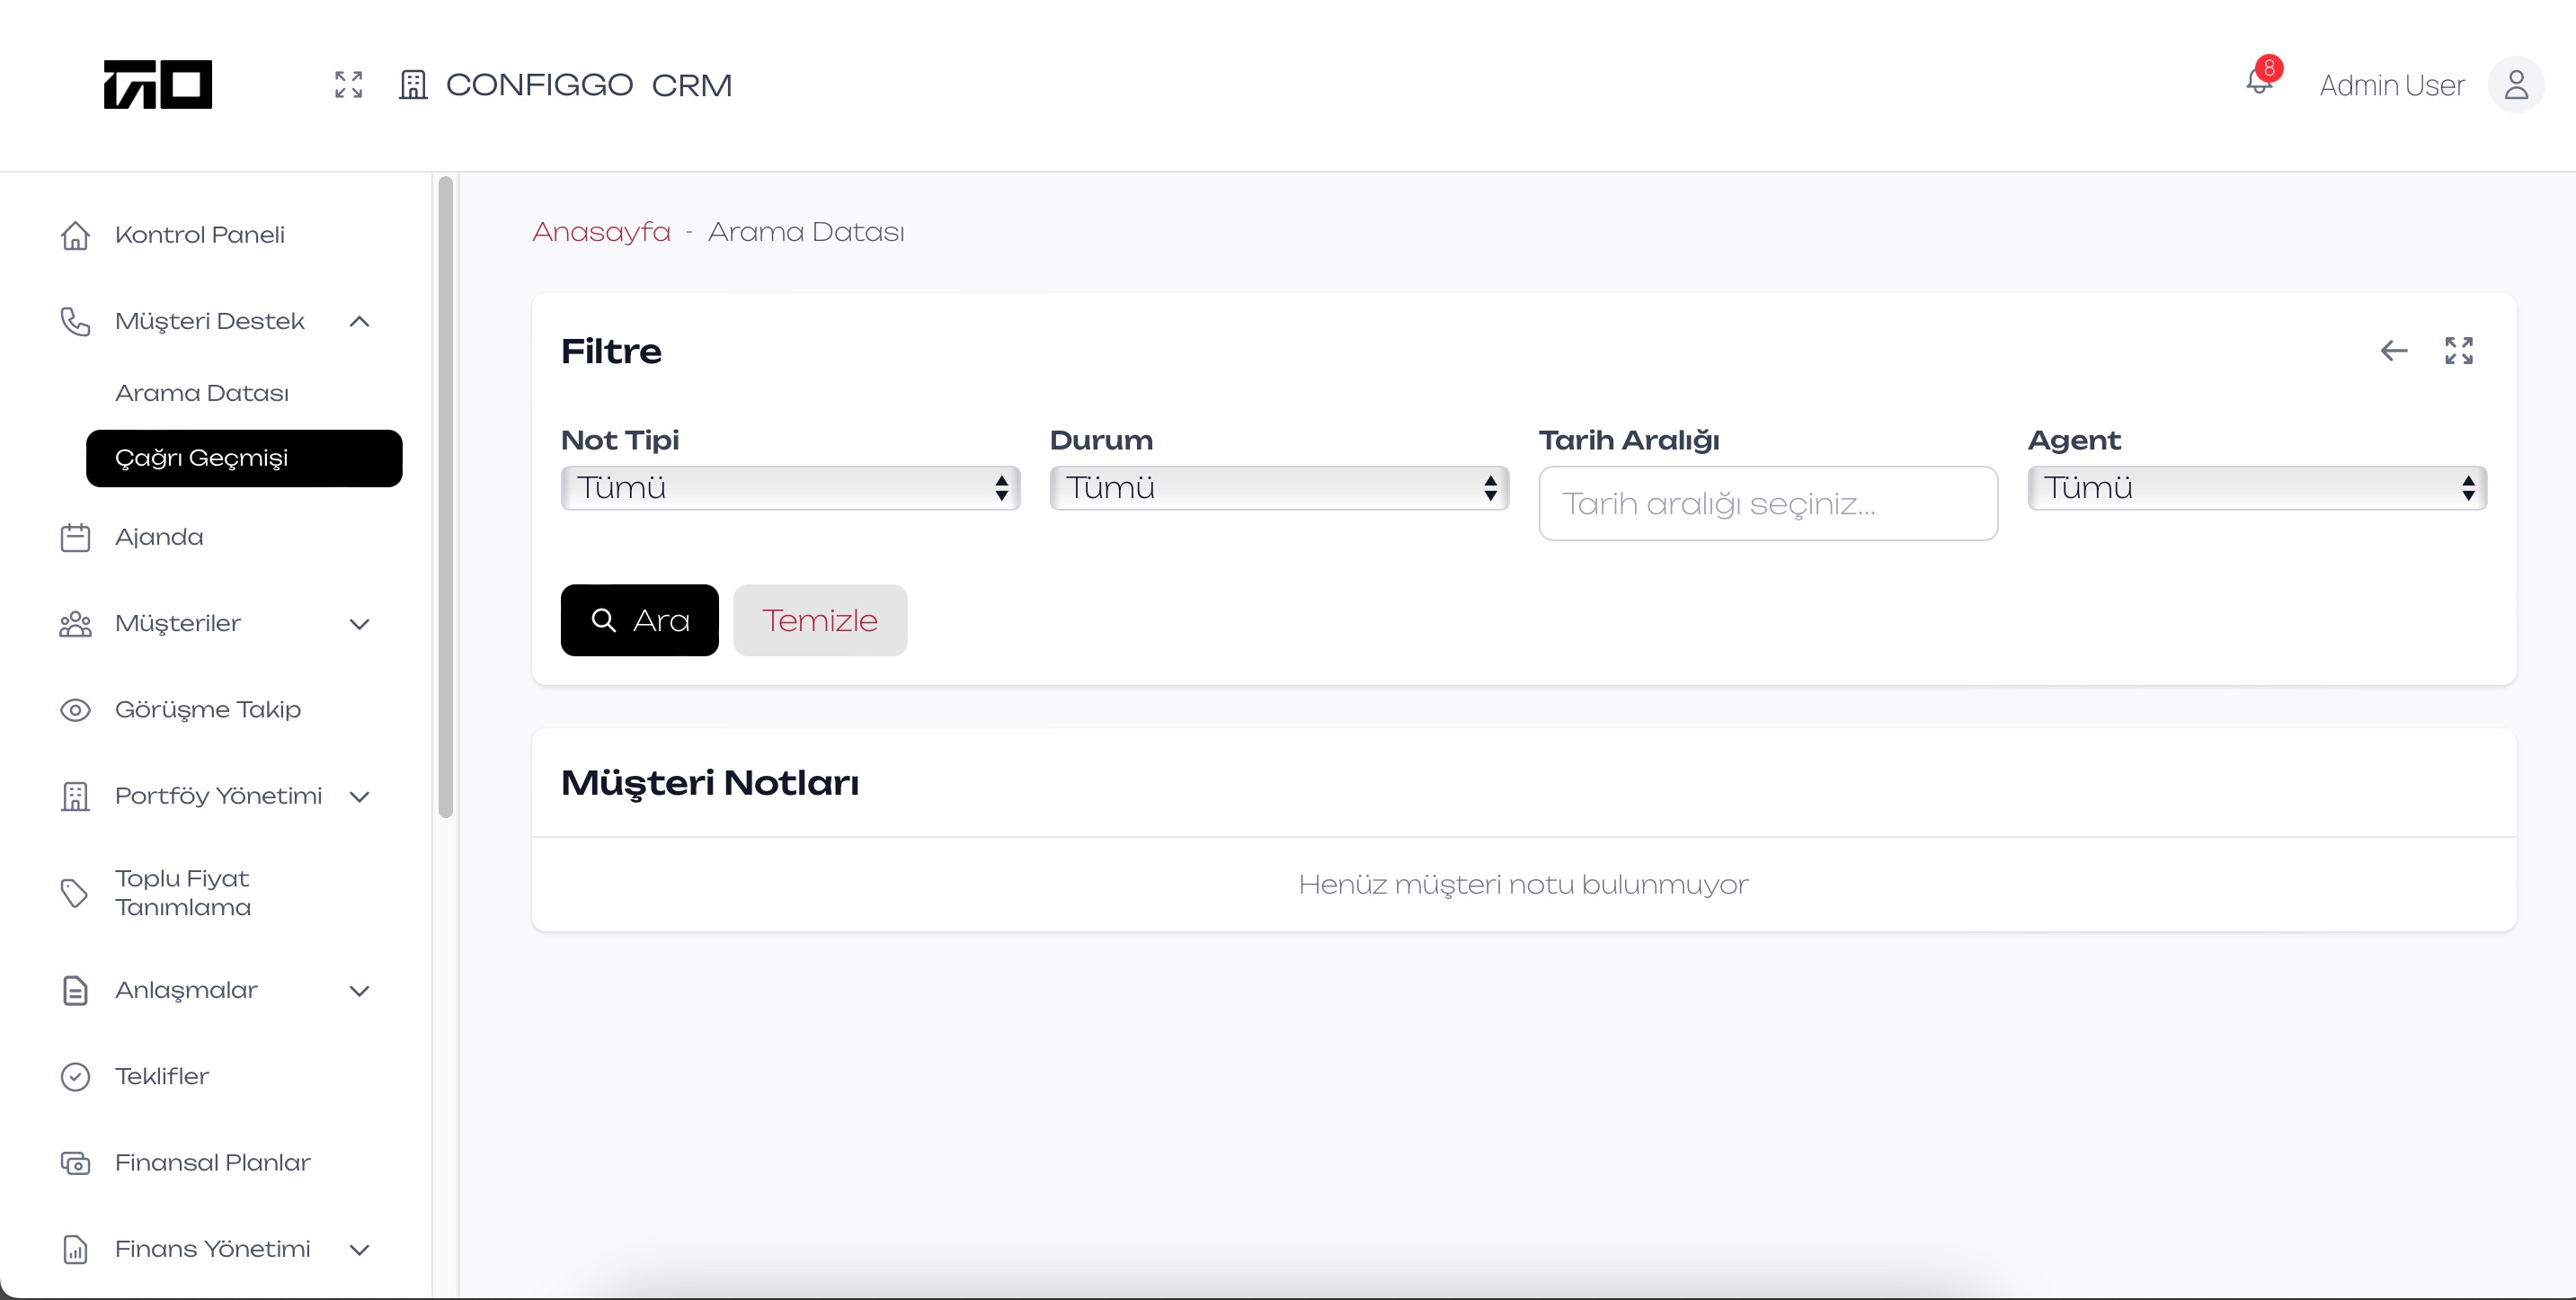 CONFIGGO CRM
8
Admin User
Kontrol Paneli
Müşteri Destek
Arama Datası
Çağrı Geçmişi
Ajanda
Müşteriler
Görüşme Takip
Portföy Yönetimi
Toplu Fiyat
Tanımlama
Anlaşmalar
Teklifler
Finansal Planlar
Finans Yönetimi
Anasayfa - Arama Datası
Filtre
Not Tipi
Tümü
Durum
Tümü
Tarih Aralığı
Tarih aralığı seçiniz...
Agent
Tümü
Ara
Temizle
Müşteri Notları
Henüz müşteri notu bulunmuyor